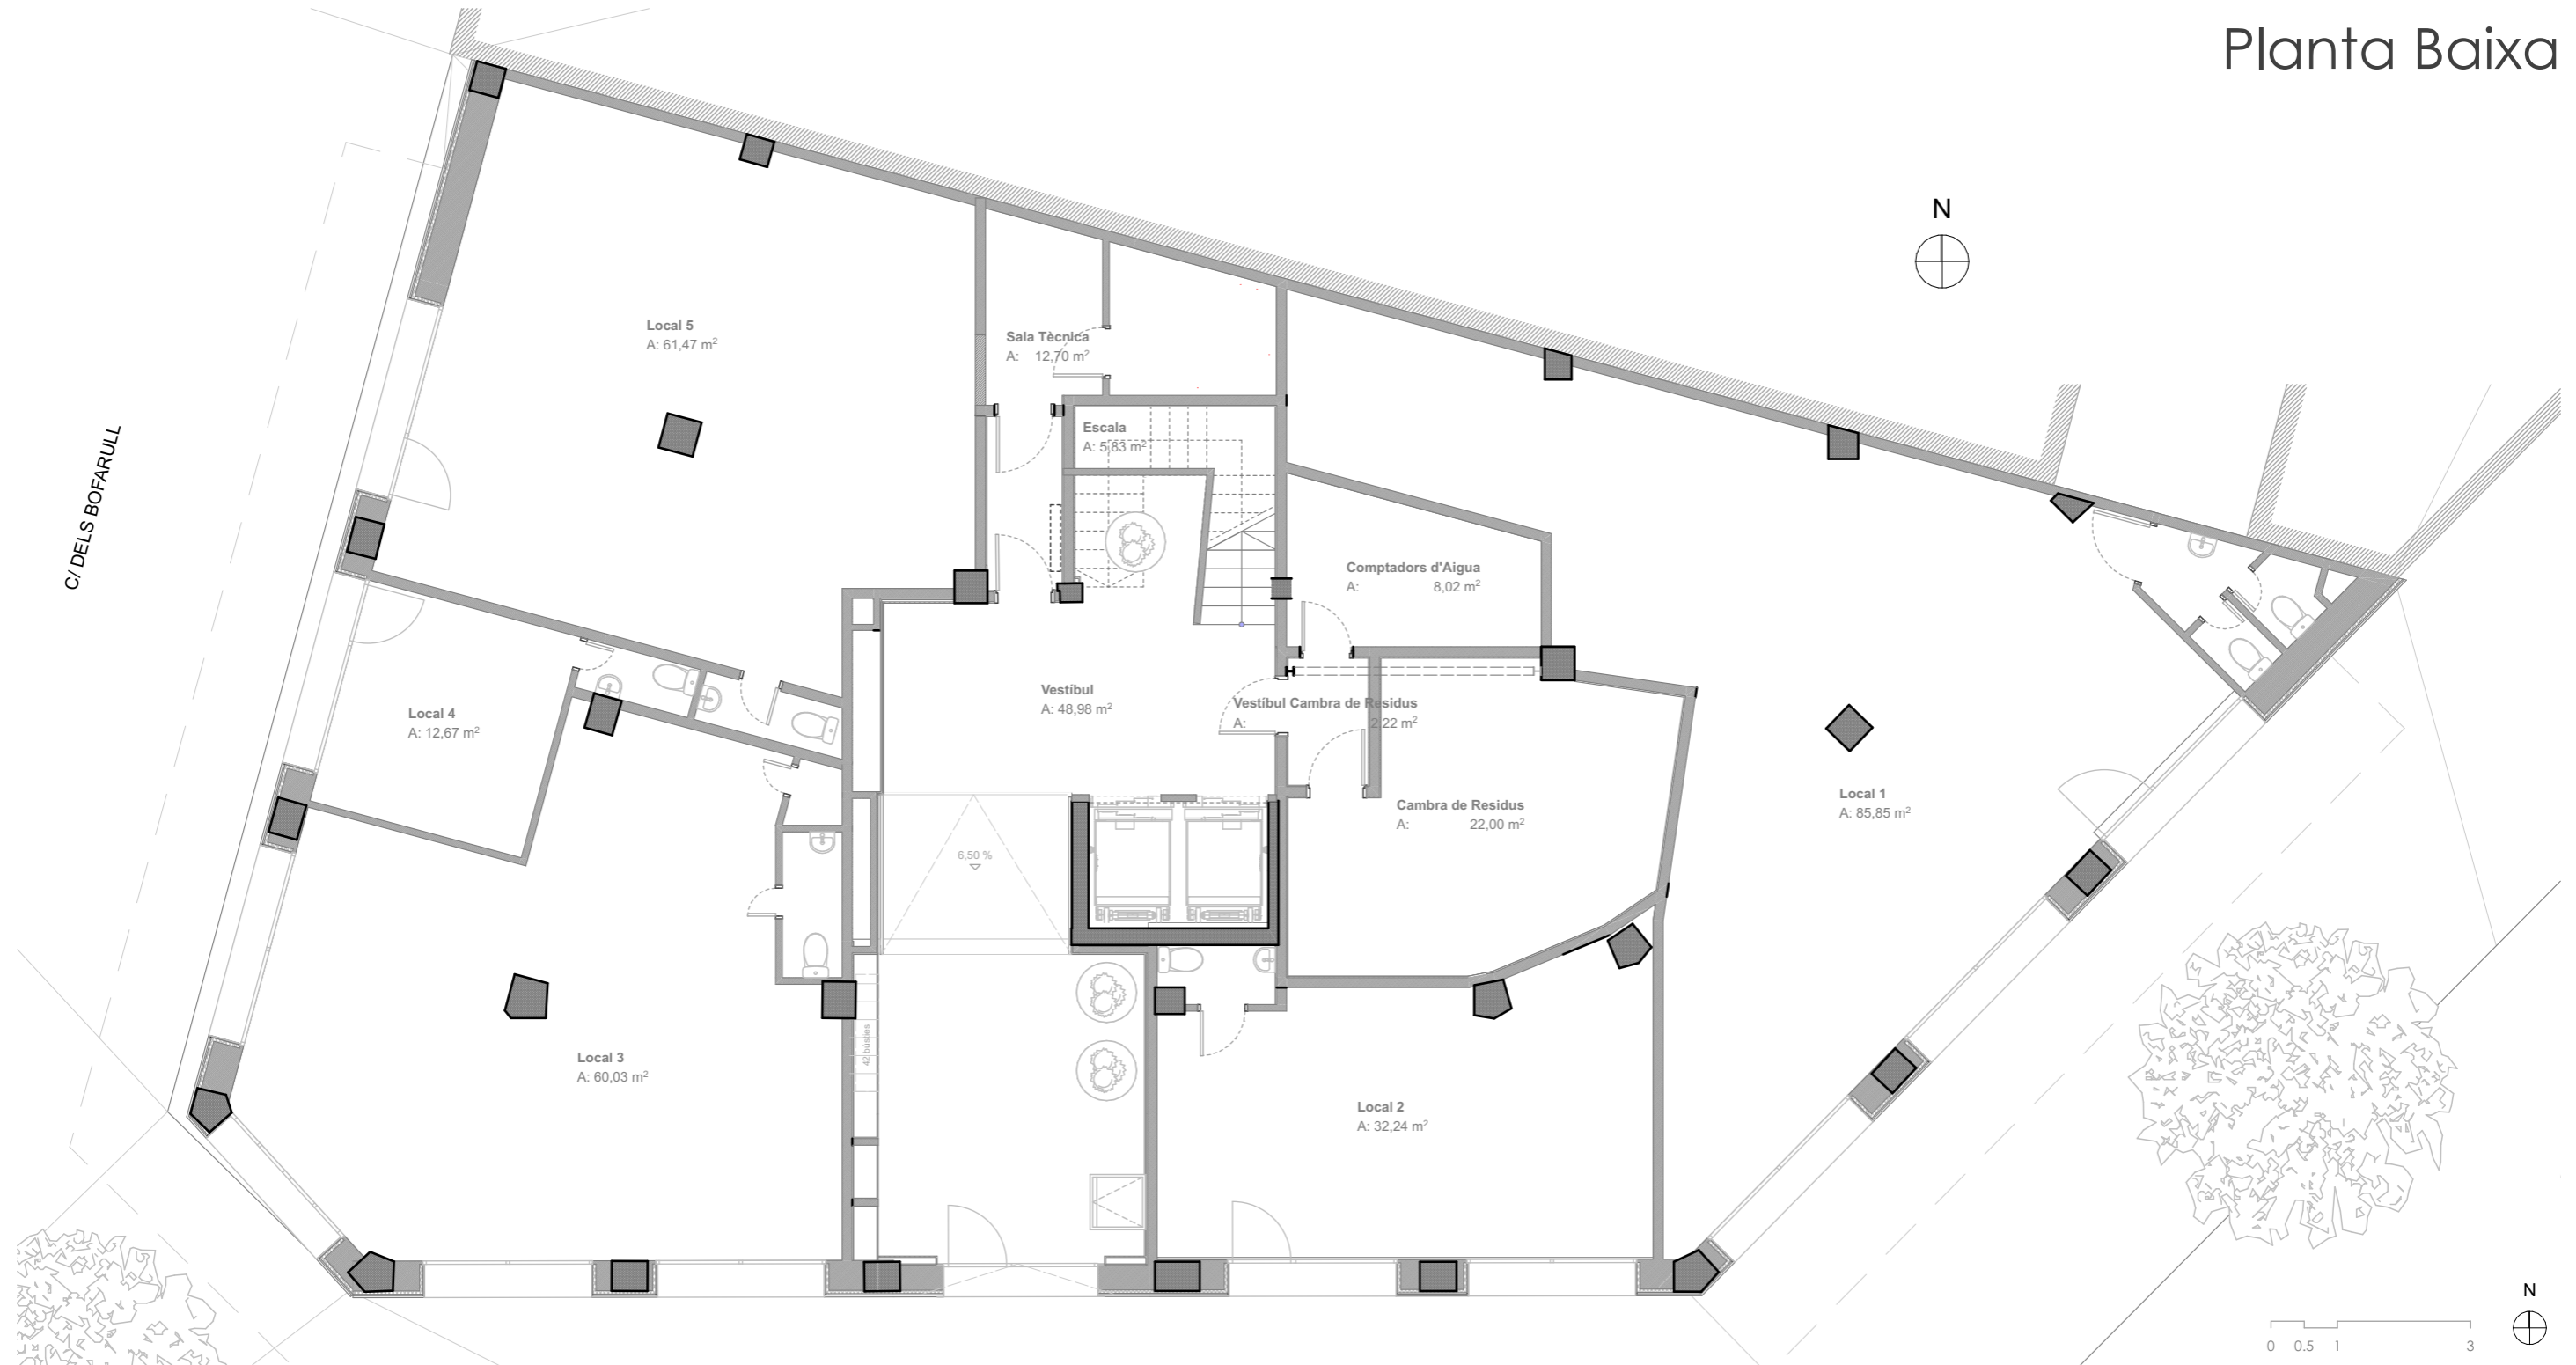 Planta Baixa
N
Local 5
A: 61,47 m²
Sala Tècnica
A: 12,70 m²
Escala
A: 5,83 m²
C/ DELS BOFARULL
Comptadors d'Aigua
A: 8,02 m²
Vestíbul
A: 48,98 m²
Vestíbul Cambra de Residus
A: 2,22 m²
Local 4
A: 12,67 m²
Local 1
A: 85,85 m²
Cambra de Residus
A: 22,00 m²
6,50 %
42 bústies
Local 3
A: 60,03 m²
Local 2
A: 32,24 m²
N
0 0.5 1 3